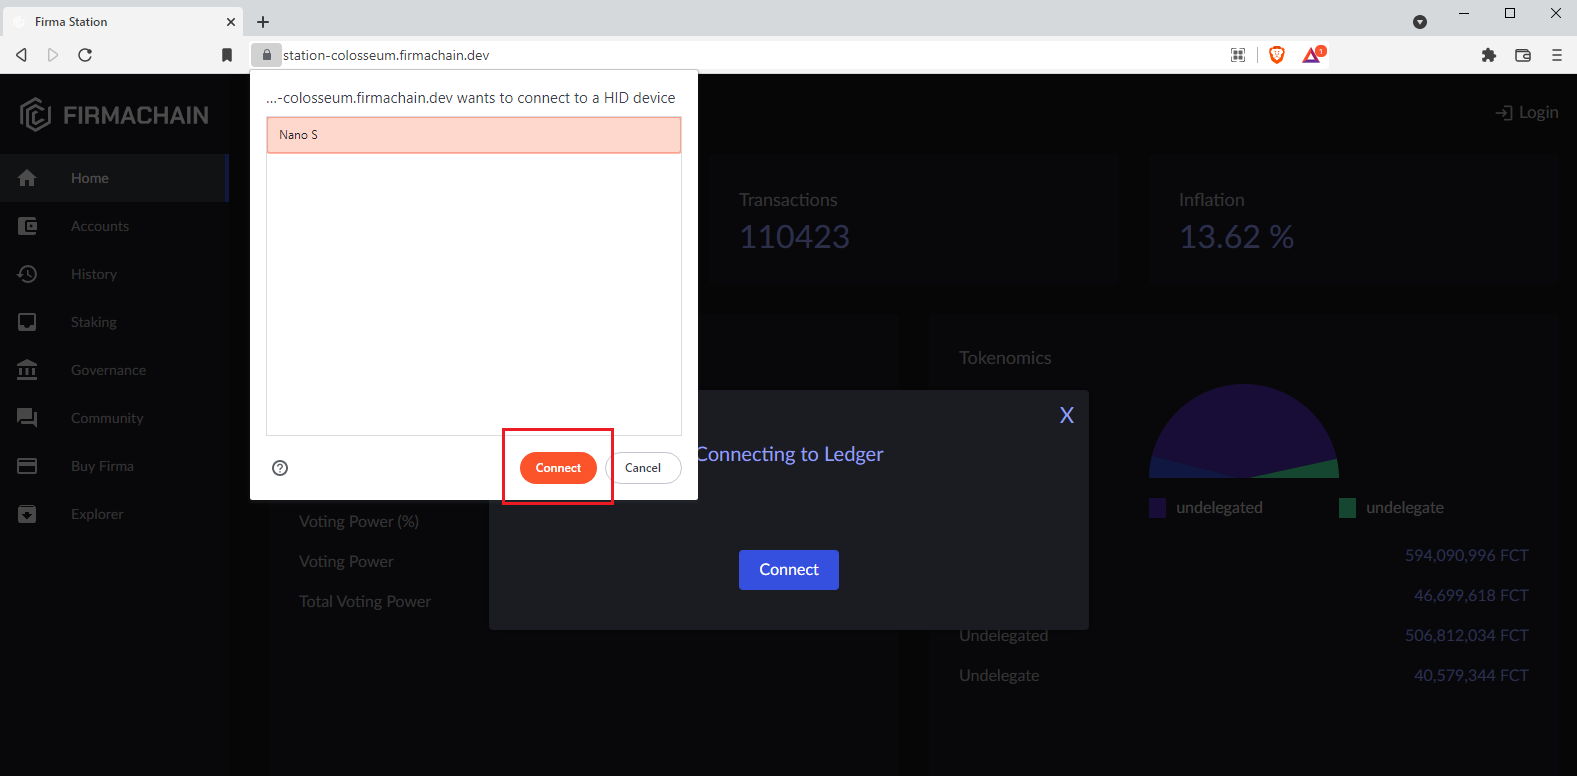 Firma Station
station-colosseum.firmachain.dev
1
...-colosseum.firmachain.dev wants to connect to a HID device
Nano S
Connect
Cancel
FIRMACHAIN
Login
Home
Accounts
History
Staking
Governance
Community
Buy Firma
Explorer
Transactions
110423
Inflation
13.62 %
Voting Power (%)
Voting Power
Total Voting Power
X
Connecting to Ledger
Connect
Tokenomics
undelegated
undelegate
594,090,996 FCT
46,699,618 FCT
Undelegated
506,812,034 FCT
Undelegate
40,579,344 FCT